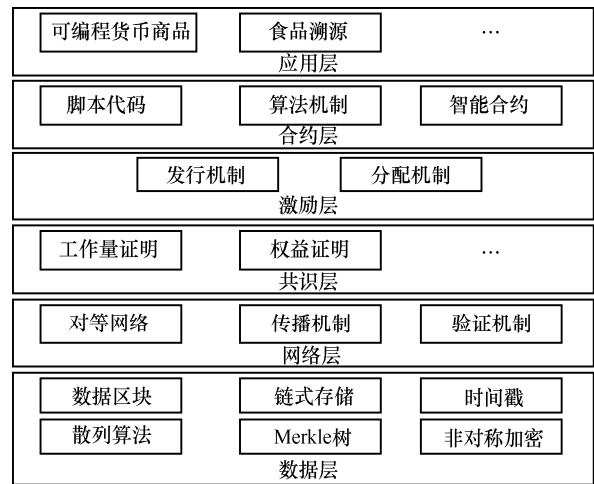 可编程货币商品 食品溯源 …
应用层
脚本代码 算法机制 智能合约
合约层
发行机制 分配机制
激励层
工作量证明 权益证明 …
共识层
对等网络 传播机制 验证机制
网络层
数据区块 链式存储 时间戳
散列算法 Merkle树 非对称加密
数据层